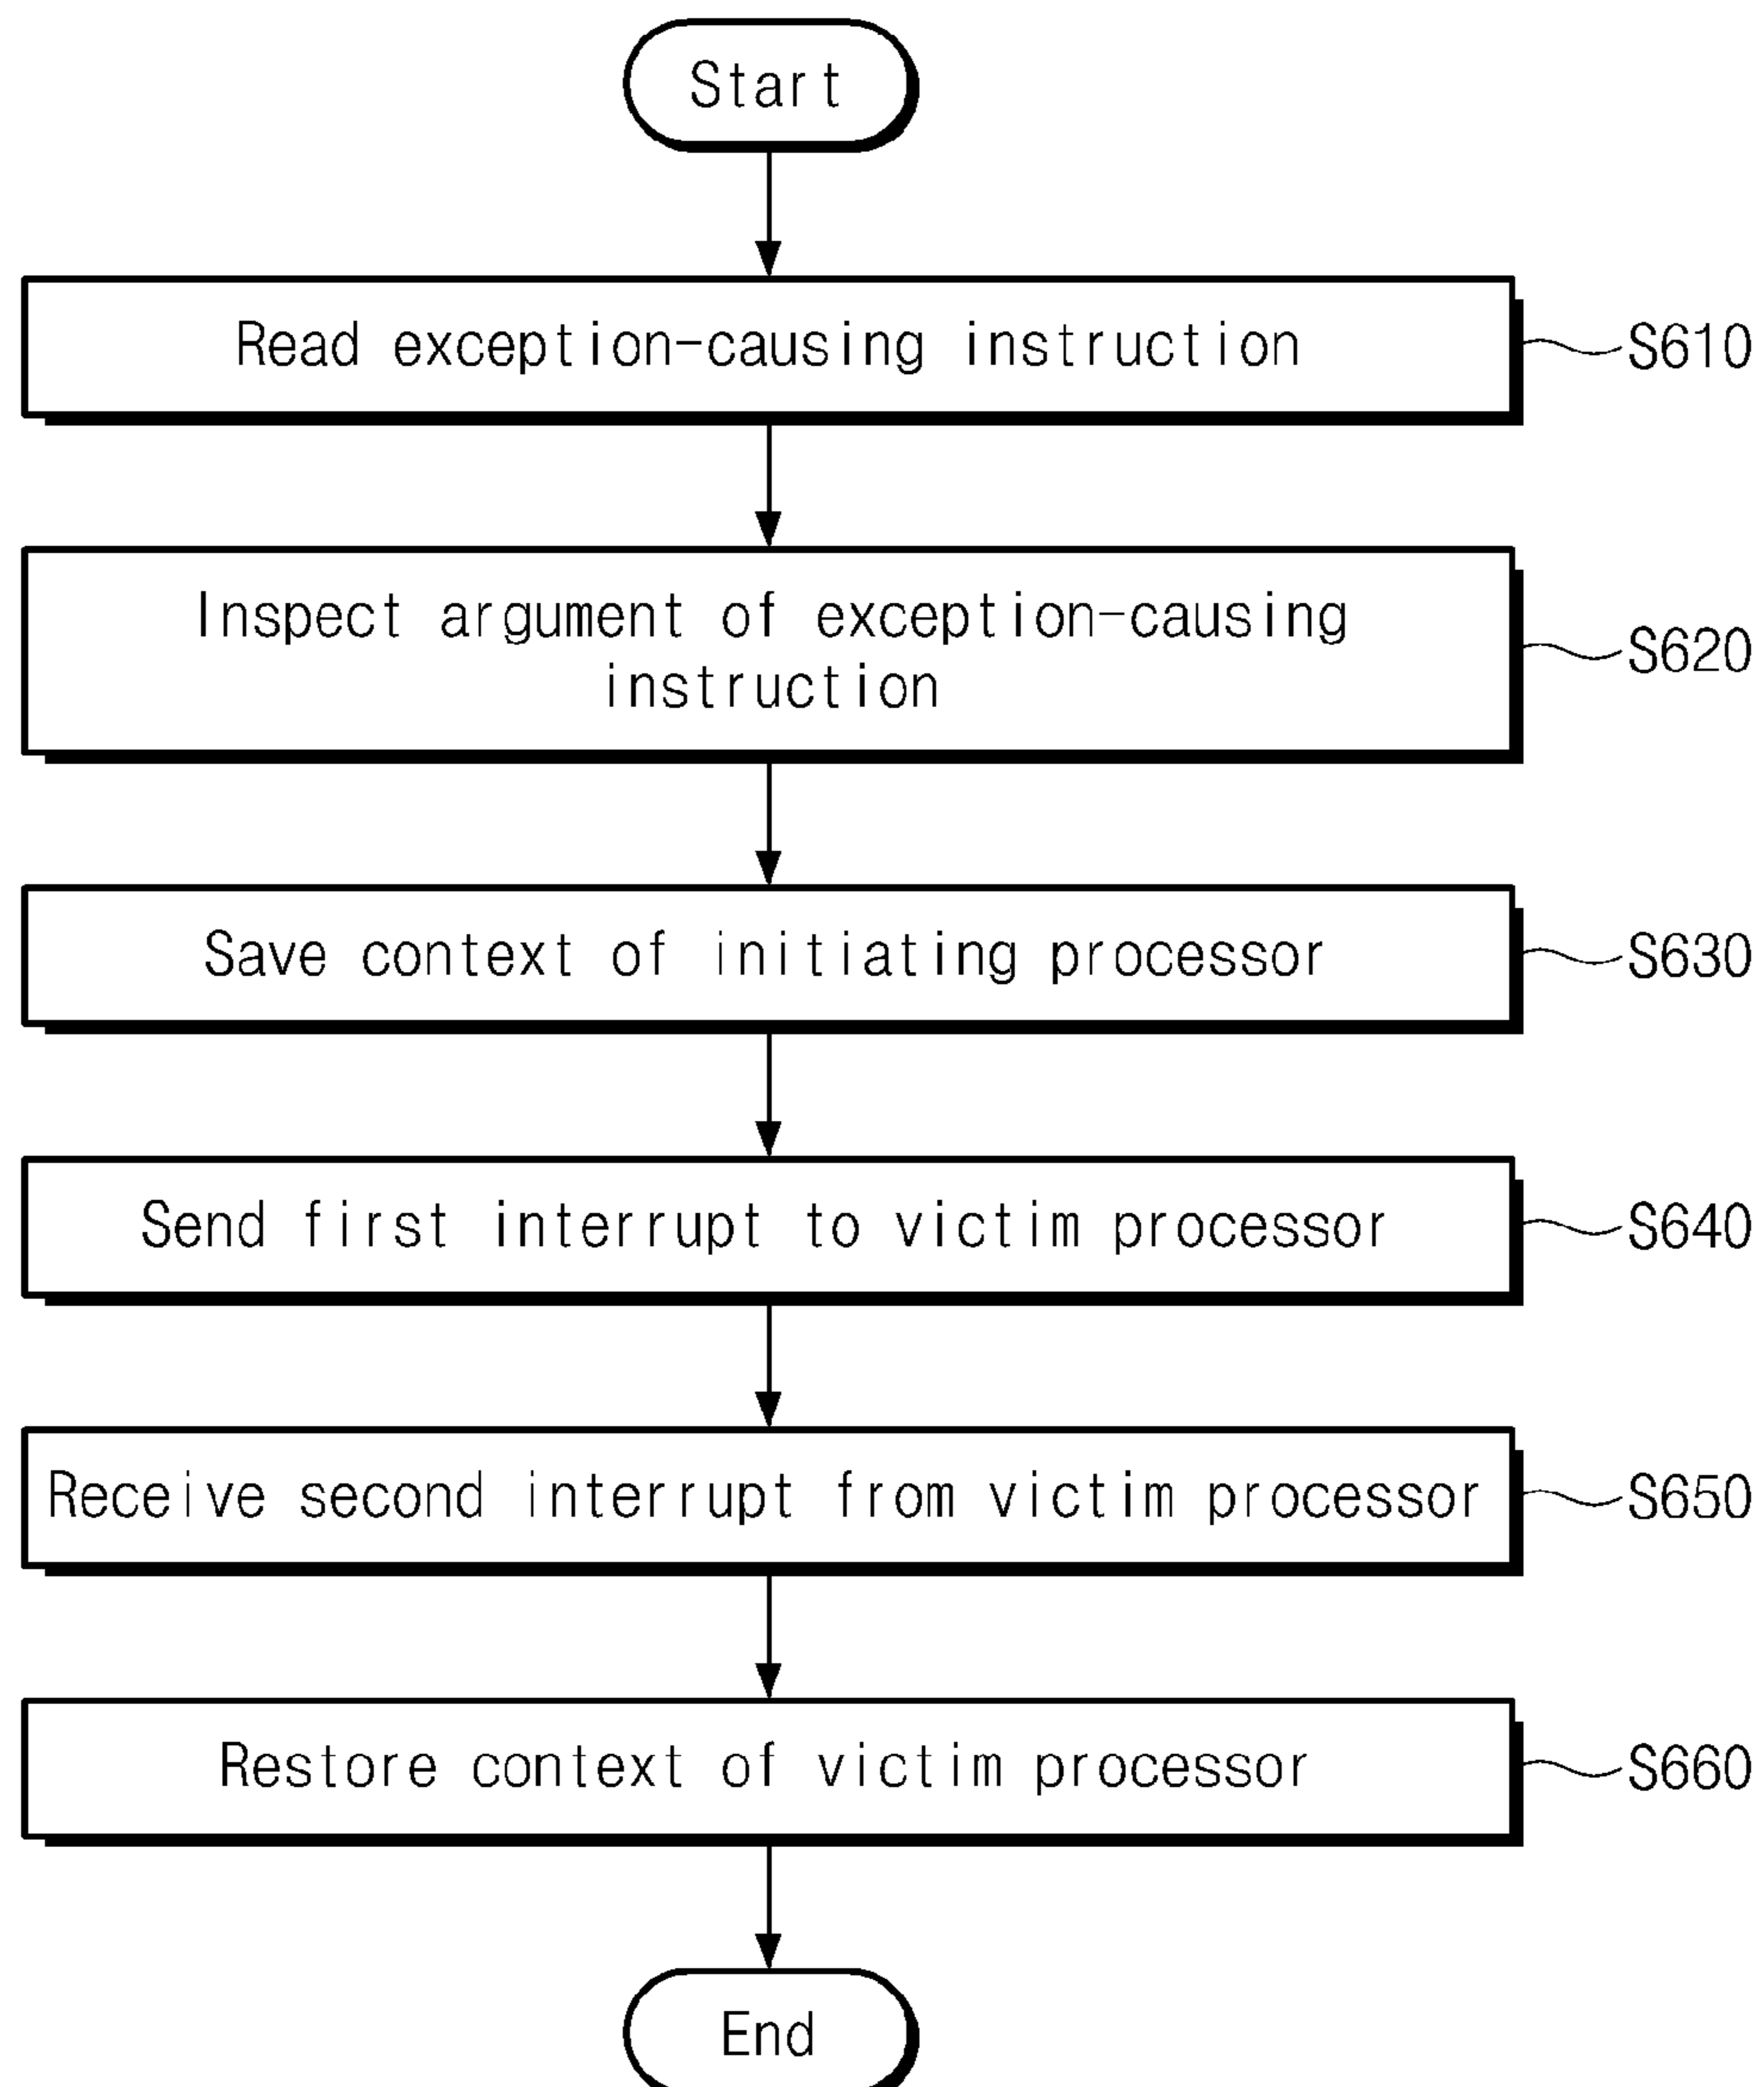 Start
Read exception-causing instruction
S610
Inspect argument of exception-causing
instruction
S620
Save context of initiating processor
S630
Send first interrupt to victim processor
S640
Receive second interrupt from victim processor
S650
Restore context of victim processor
S660
End